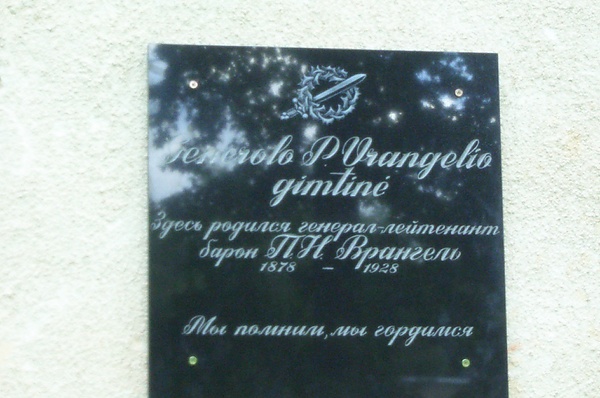 Generolo P. Vrangelio
gimtinė
Здесь родился генерал-лейтенант
барон П.Н. Врангель
1878 – 1928
Мы помним, мы гордимся